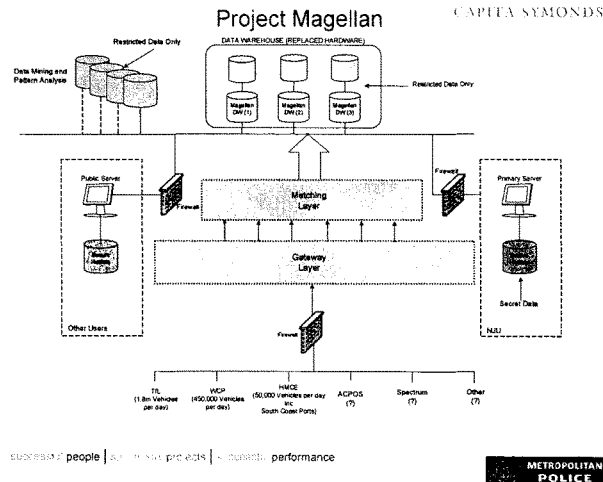 Project Magellan
CAPITA SYMONDS
Restricted Data Only
DATA WAREHOUSE (REPLACED HARDWARE)
Data Mining and
Pattern Analysis
Restricted Data Only
Magellan
DW (1)
Magellan
DW (2)
Magellan
DW (3)
Public Server
Firewall
Matching
Layer
Firewall
Primary Server
Gateway
Layer
Secret Data
Other Users
NJU
Firewall
TfL
(1.8m Vehicles
per day)
WCP
(450,000 Vehicles
per day)
HMCE
(50,000 Vehicles per day
inc
South Coast Ports)
ACPOS
(?)
Spectrum
(?)
Other
(?)
successful people | projects | performance
METROPOLITAN
POLICE